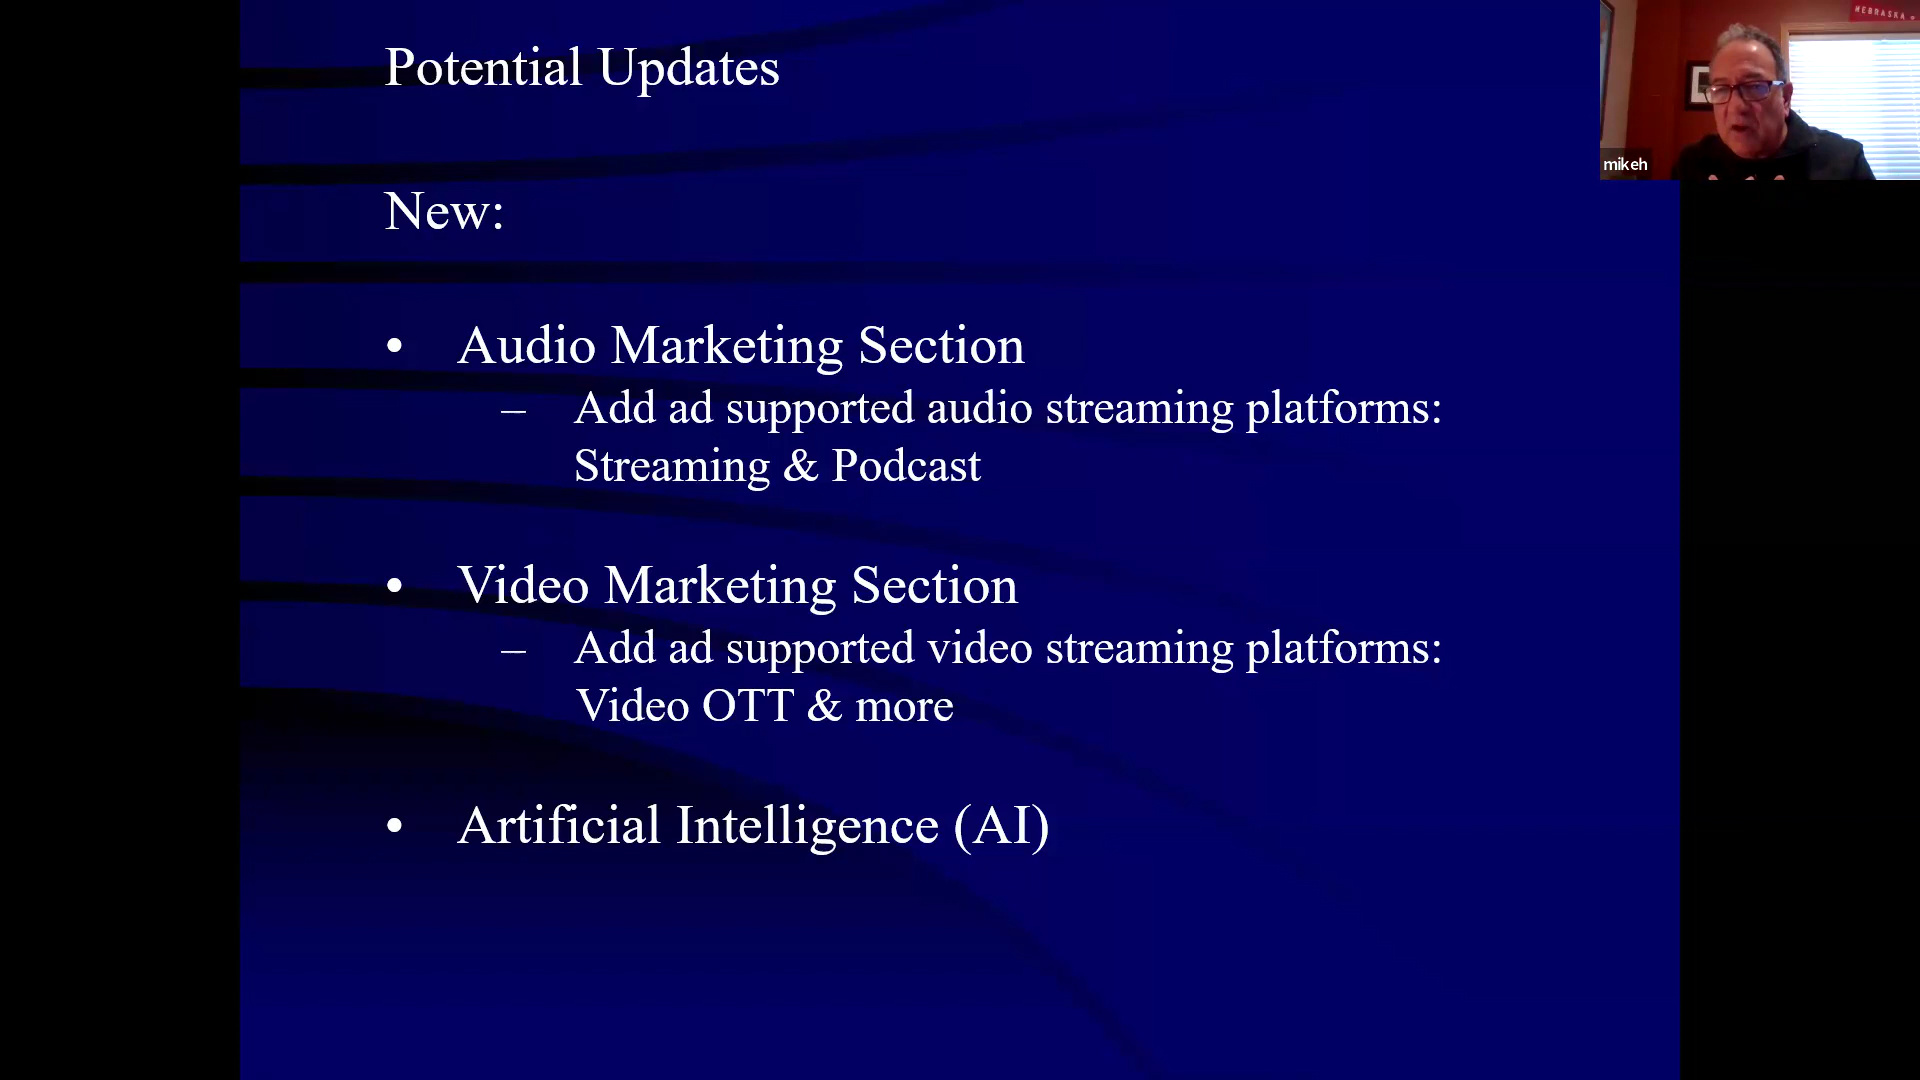 Potential Updates
NEBRASKA
mikeh
New:
• Audio Marketing Section
– Add ad supported audio streaming platforms:
Streaming & Podcast
• Video Marketing Section
– Add ad supported video streaming platforms:
Video OTT & more
• Artificial Intelligence (AI)